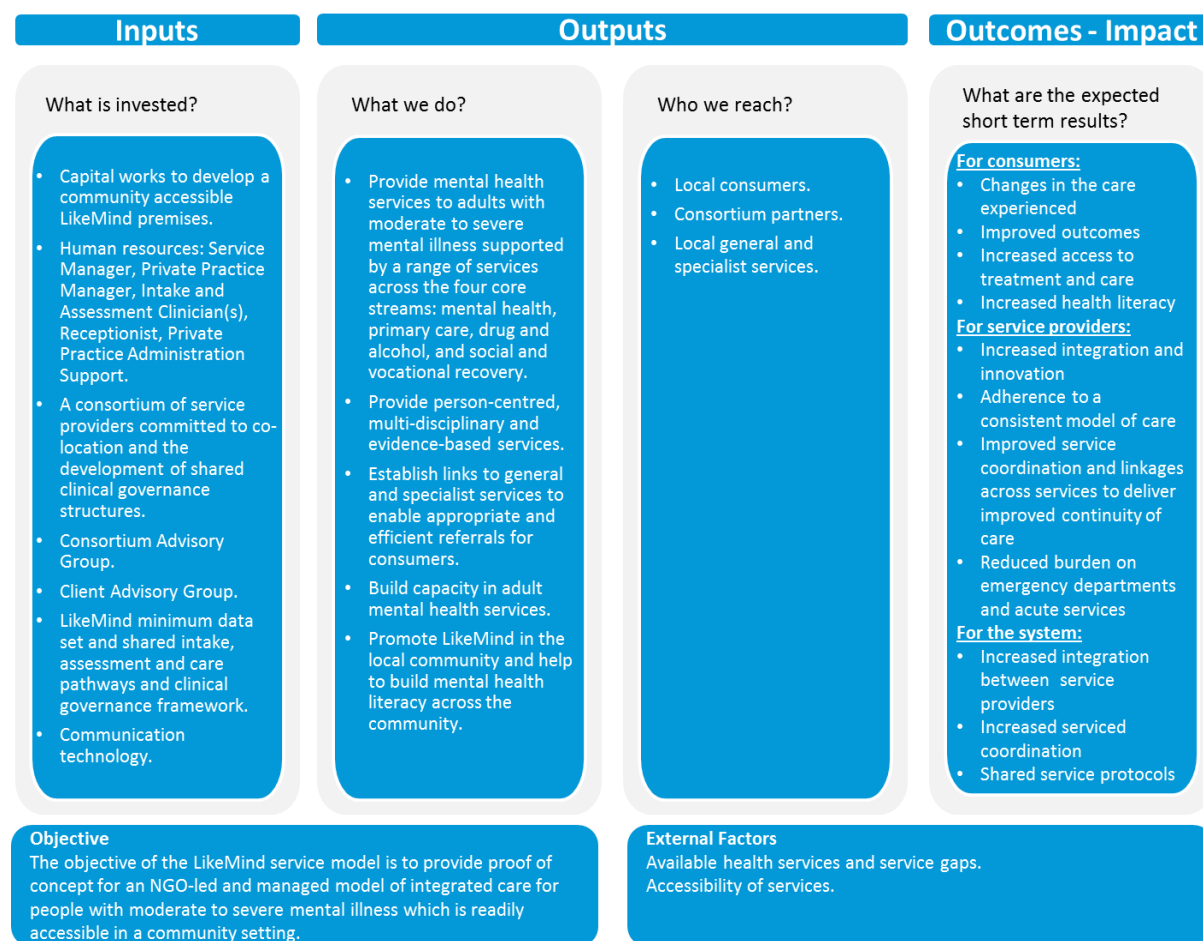 Inputs
Outputs
Outcomes - Impact
What is invested?
• Capital works to develop a
community accessible
LikeMind premises.
• Human resources: Service
Manager, Private Practice
Manager, Intake and
Assessment Clinician(s),
Receptionist, Private
Practice Administration
Support.
• A consortium of service
providers committed to co-
location and the
development of shared
clinical governance
structures.
• Consortium Advisory
Group.
• Client Advisory Group.
• LikeMind minimum data
set and shared intake,
assessment and care
pathways and clinical
governance framework.
• Communication
technology.
What we do?
• Provide mental health
services to adults with
moderate to severe
mental illness supported
by a range of services
across the four core
streams: mental health,
primary care, drug and
alcohol, and social and
vocational recovery.
• Provide person-centred,
multi-disciplinary and
evidence-based services.
• Establish links to general
and specialist services to
enable appropriate and
efficient referrals for
consumers.
• Build capacity in adult
mental health services.
• Promote LikeMind in the
local community and help
to build mental health
literacy across the
community.
Who we reach?
• Local consumers.
• Consortium partners.
• Local general and
specialist services.
What are the expected
short term results?
For consumers:
• Changes in the care
experienced
• Improved outcomes
• Increased access to
treatment and care
• Increased health literacy
For service providers:
• Increased integration and
innovation
• Adherence to a
consistent model of care
• Improved service
coordination and linkages
across services to deliver
improved continuity of
care
• Reduced burden on
emergency departments
and acute services
For the system:
• Increased integration
between service
providers
• Increased serviced
coordination
• Shared service protocols
Objective
The objective of the LikeMind service model is to provide proof of
concept for an NGO-led and managed model of integrated care for
people with moderate to severe mental illness which is readily
accessible in a community setting.
External Factors
Available health services and service gaps.
Accessibility of services.